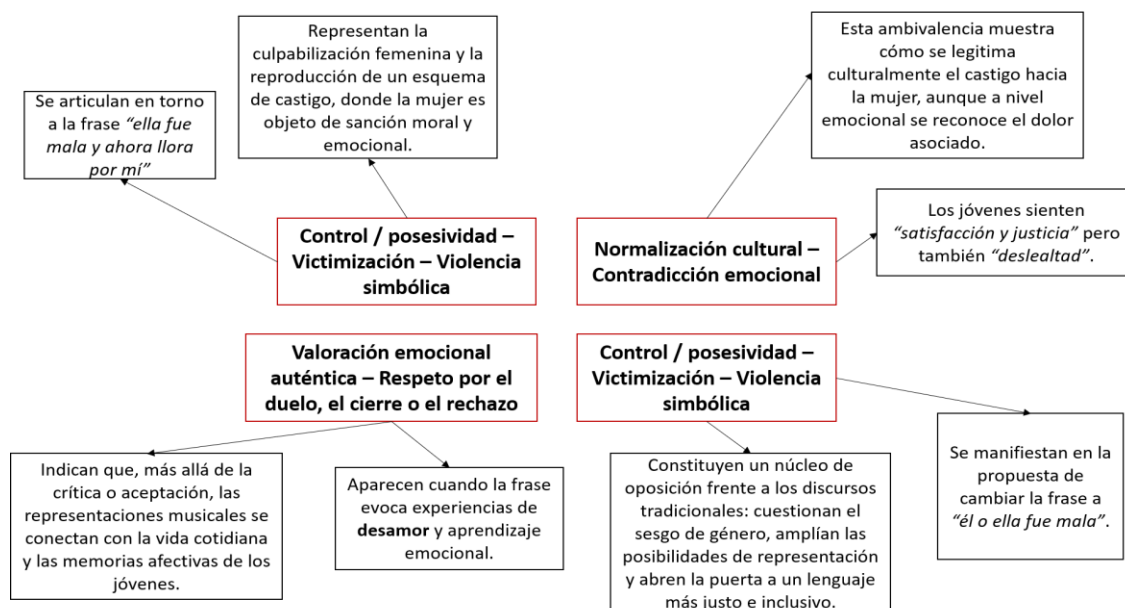 Representan la
culpabilización femenina y la
reproducción de un esquema
de castigo, donde la mujer es
objeto de sanción moral y
emocional.
Esta ambivalencia muestra
cómo se legitima
culturalmente el castigo hacia
la mujer, aunque a nivel
emocional se reconoce el dolor
asociado.
Se articulan en torno
a la frase “ella fue
mala y ahora llora
por mí”
Los jóvenes sienten
“satisfacción y justicia” pero
también “deslealtad”.
Control / posesividad –
Victimización – Violencia
simbólica
Normalización cultural –
Contradicción emocional
Valoración emocional
auténtica – Respeto por el
duelo, el cierre o el rechazo
Control / posesividad –
Victimización – Violencia
simbólica
Indican que, más allá de la
crítica o aceptación, las
representaciones musicales se
conectan con la vida cotidiana
y las memorias afectivas de los
jóvenes.
Aparecen cuando la frase
evoca experiencias de
desamor y aprendizaje
emocional.
Constituyen un núcleo de
oposición frente a los discursos
tradicionales: cuestionan el
sesgo de género, amplían las
posibilidades de representación
y abren la puerta a un lenguaje
más justo e inclusivo.
Se manifiestan en la
propuesta de
cambiar la frase a
“él o ella fue mala”.